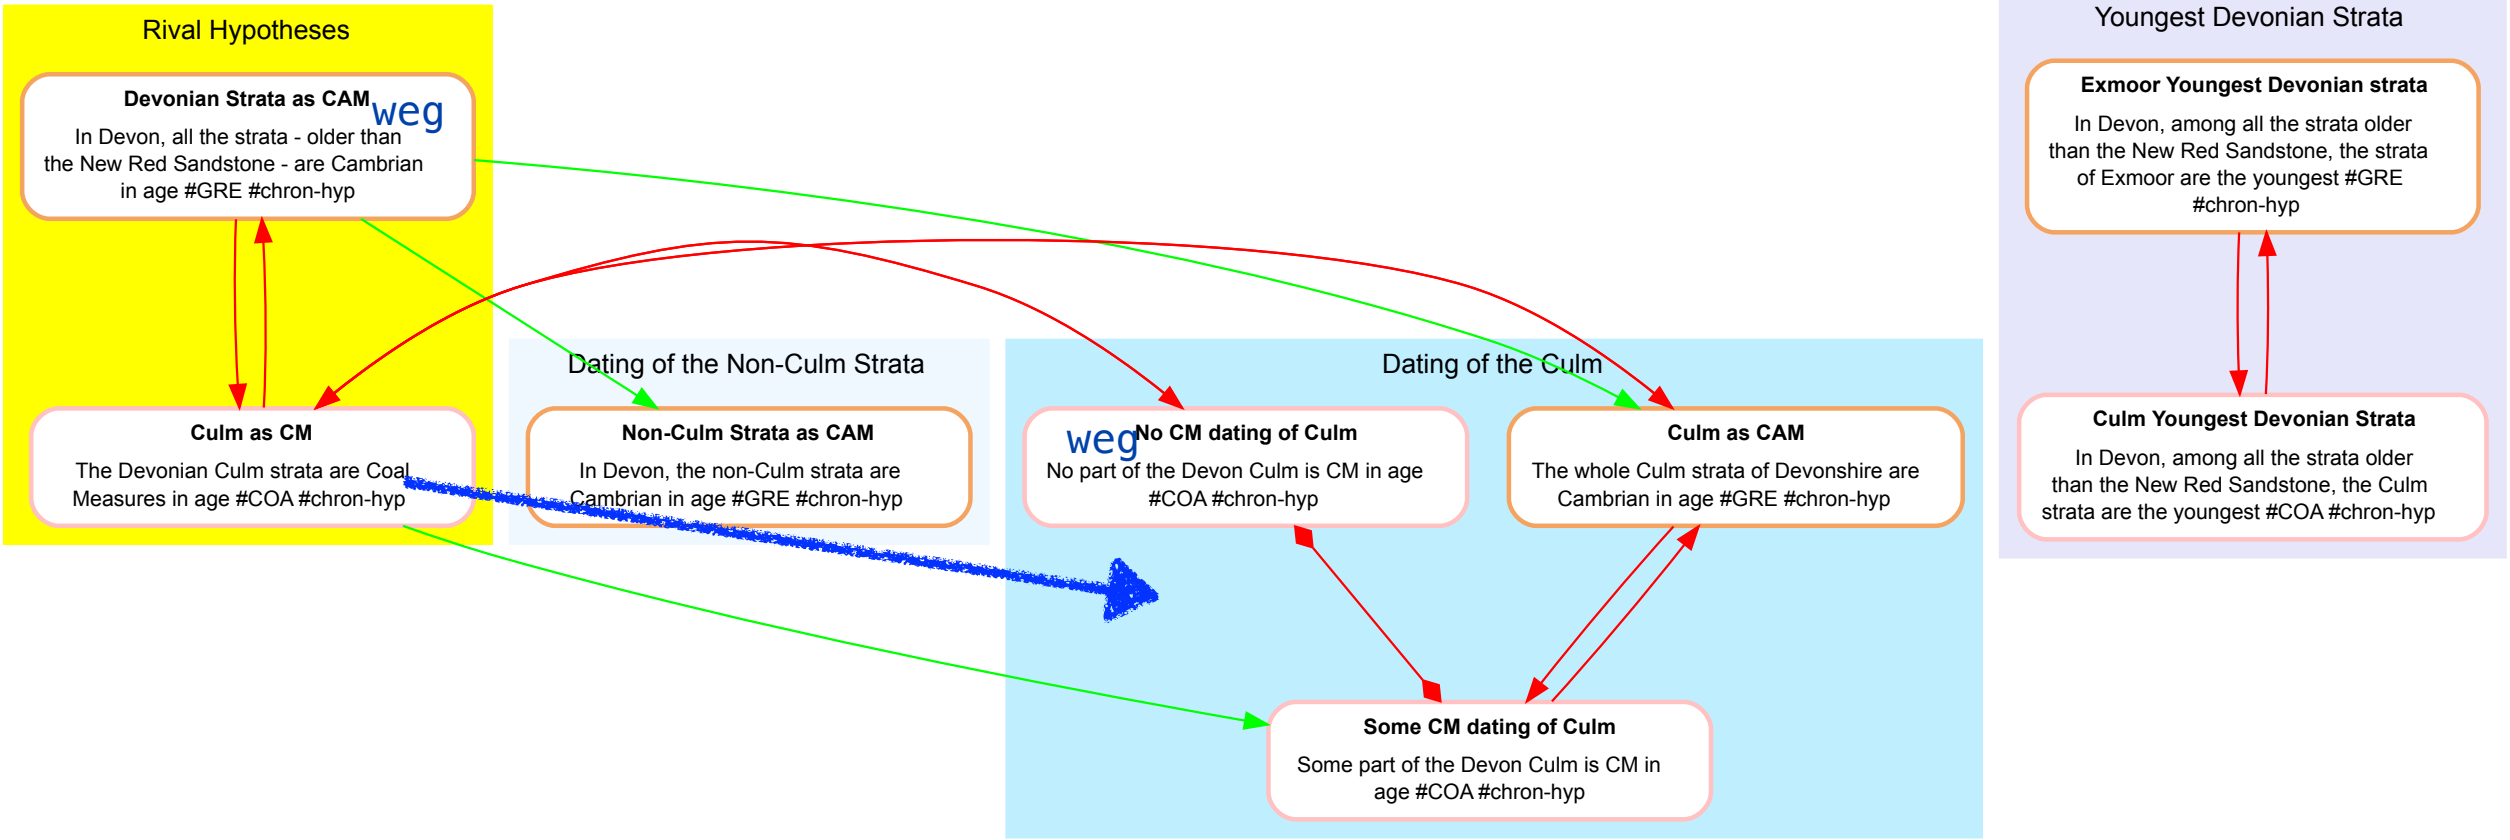 Rival Hypotheses
Devonian Strata as CAM
weg
In Devon, all the strata - older than
the New Red Sandstone - are Cambrian
in age #GRE #chron-hyp
Culm as CM
The Devonian Culm strata are Coal
Measures in age #COA #chron-hyp
Dating of the Non-Culm Strata
Non-Culm Strata as CAM
In Devon, the non-Culm strata are
Cambrian in age #GRE #chron-hyp
Dating of the Culm
weg
No CM dating of Culm
No part of the Devon Culm is CM in age
#COA #chron-hyp
Culm as CAM
The whole Culm strata of Devonshire are
Cambrian in age #GRE #chron-hyp
Some CM dating of Culm
Some part of the Devon Culm is CM in
age #COA #chron-hyp
Youngest Devonian Strata
Exmoor Youngest Devonian strata
In Devon, among all the strata older
than the New Red Sandstone, the strata
of Exmoor are the youngest #GRE
#chron-hyp
Culm Youngest Devonian Strata
In Devon, among all the strata older
than the New Red Sandstone, the Culm
strata are the youngest #COA #chron-hyp